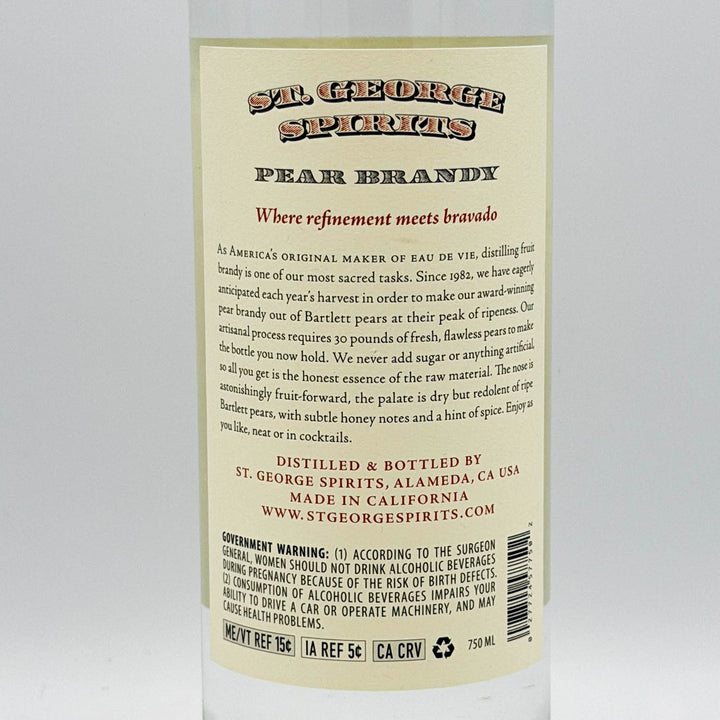 ST. GEORGE
SPIRITS
PEAR BRANDY
Where refinement meets bravado
As America's original maker of eau de vie, distilling fruit
brandy is one of our most sacred tasks. Since 1982, we have eagerly
anticipated each year's harvest in order to make our award-winning
pear brandy out of Bartlett pears at their peak of ripeness. Our
artisanal process requires 30 pounds of fresh, flawless pears to make
the bottle you now hold. We never add sugar or anything artificial,
so all you get is the honest essence of the raw material. The nose is
astonishingly fruit-forward, the palate is dry but redolent of ripe
Bartlett pears, with subtle honey notes and a hint of spice. Enjoy as
you like, neat or in cocktails.
DISTILLED & BOTTLED BY
ST. GEORGE SPIRITS, ALAMEDA, CA USA
MADE IN CALIFORNIA
WWW.STGEORGESPIRITS.COM
GOVERNMENT WARNING: (1) ACCORDING TO THE SURGEON
GENERAL, WOMEN SHOULD NOT DRINK ALCOHOLIC BEVERAGES
DURING PREGNANCY BECAUSE OF THE RISK OF BIRTH DEFECTS.
(2) CONSUMPTION OF ALCOHOLIC BEVERAGES IMPAIRS YOUR
ABILITY TO DRIVE A CAR OR OPERATE MACHINERY, AND MAY
CAUSE HEALTH PROBLEMS.
ME/VT REF 15¢ IA REF 5¢ CA CRV 750 ML